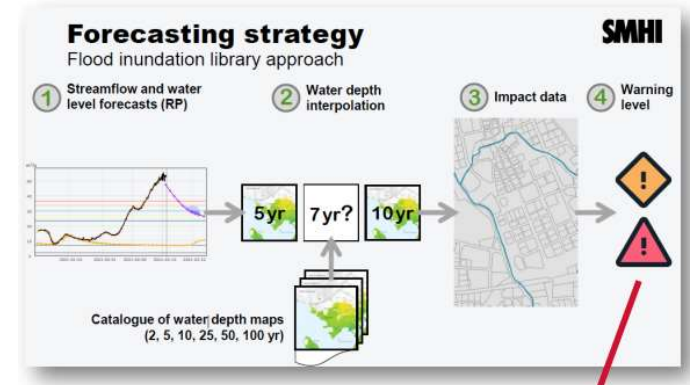 Forecasting strategy
SMHI
Flood inundation library approach
1 Streamflow and water
level forecasts (RP)
2 Water depth
interpolation
3 Impact data
4 Warning
level
5yr
7yr?
10yr
Catalogue of water depth maps
(2, 5, 10, 25, 50, 100 yr)